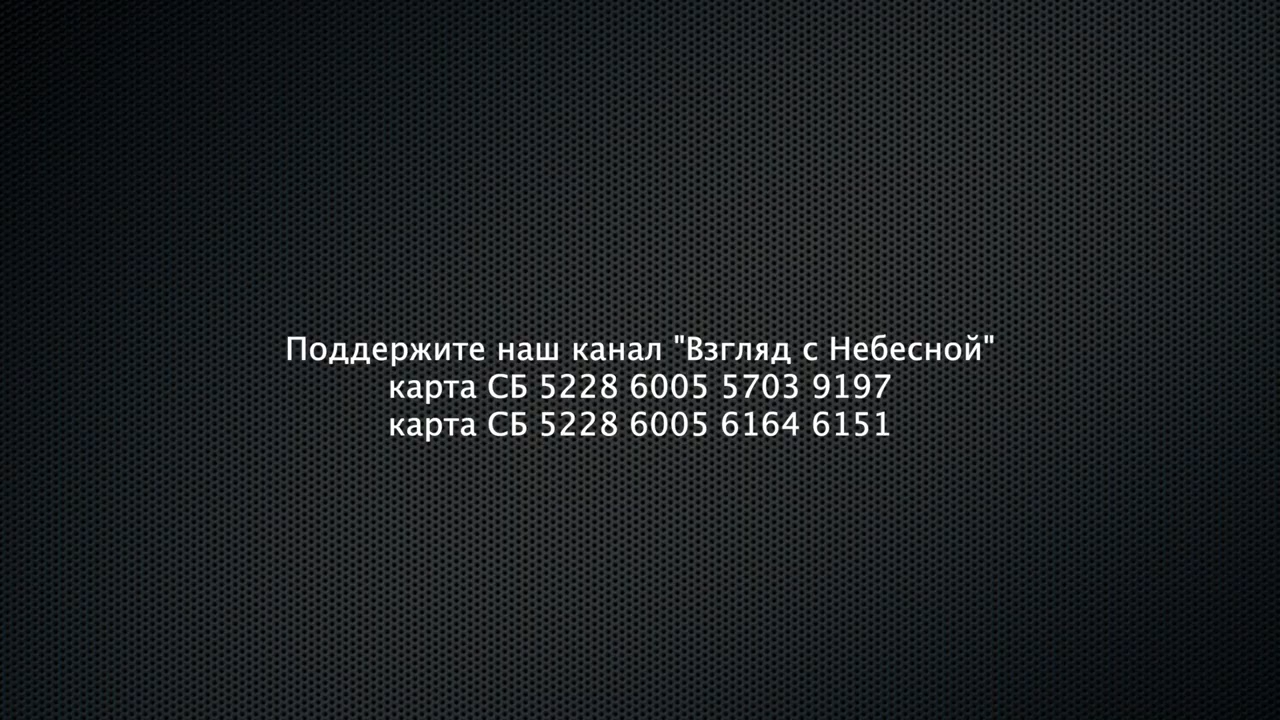 Поддержите наш канал "Взгляд с Небесной"
карта СБ 5228 6005 5703 9197
карта СБ 5228 6005 6164 6151